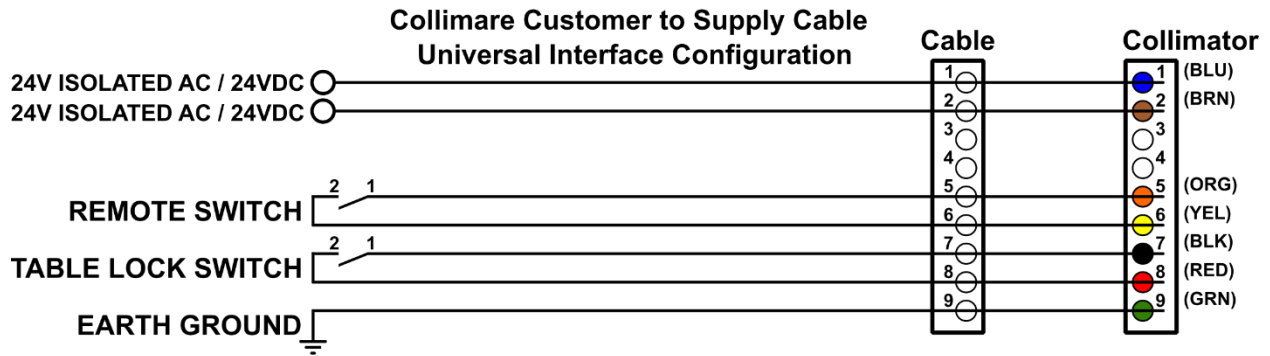 Collimare Customer to Supply Cable
Universal Interface Configuration
Cable
Collimator
24V ISOLATED AC / 24VDC
1
1
(BLU)
24V ISOLATED AC / 24VDC
2
2
(BRN)
3
3
4
4
REMOTE SWITCH
2 1
5
5
(ORG)
6
6
(YEL)
TABLE LOCK SWITCH
2 1
7
7
(BLK)
8
8
(RED)
EARTH GROUND
9
9
(GRN)